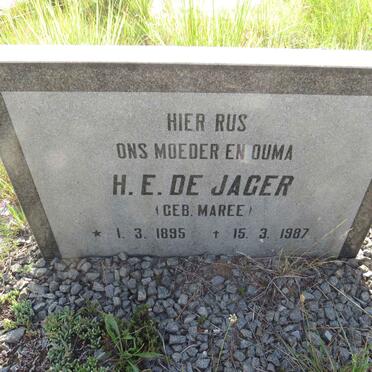 HIER RUS
ONS MOEDER EN OUMA
H. E. DE JAGER
(GEB. MAREE)
* 1. 3. 1895 † 15. 3. 1987